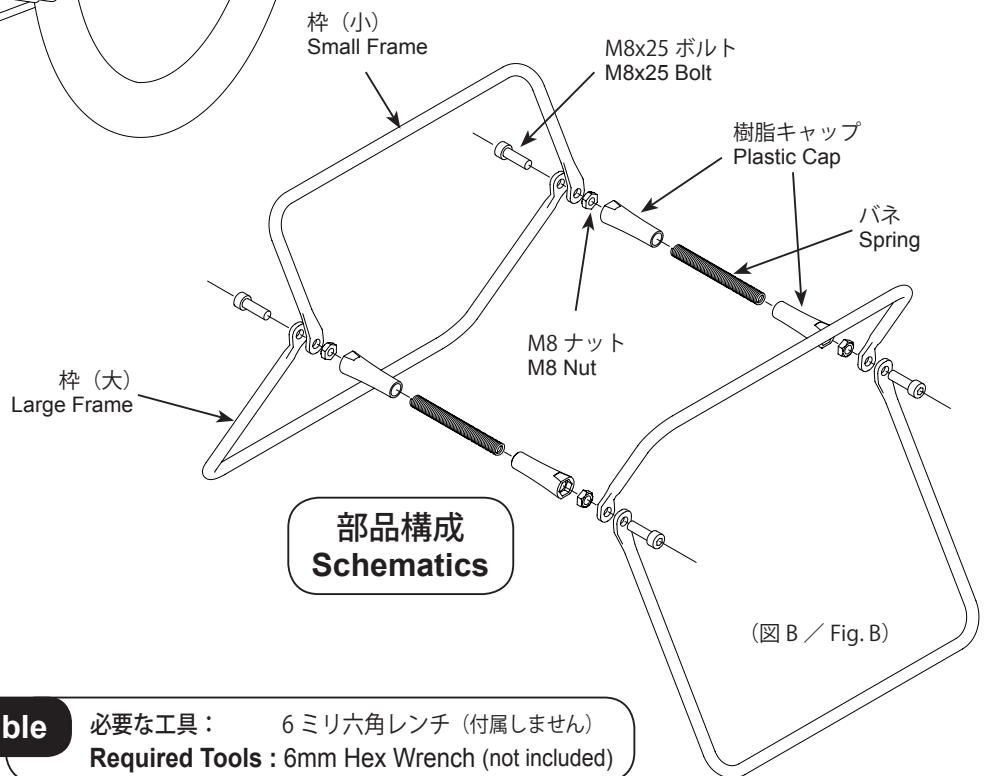 枠（小）
Small Frame
M8x25 ボルト
M8x25 Bolt
樹脂キャップ
Plastic Cap
バネ
Spring
M8 ナット
M8 Nut
枠（大）
Large Frame
部品構成
Schematics
（図 B ／ Fig. B）
ble
必要な工具： 6 ミリ六角レンチ（付属しません）
Required Tools : 6mm Hex Wrench (not included)